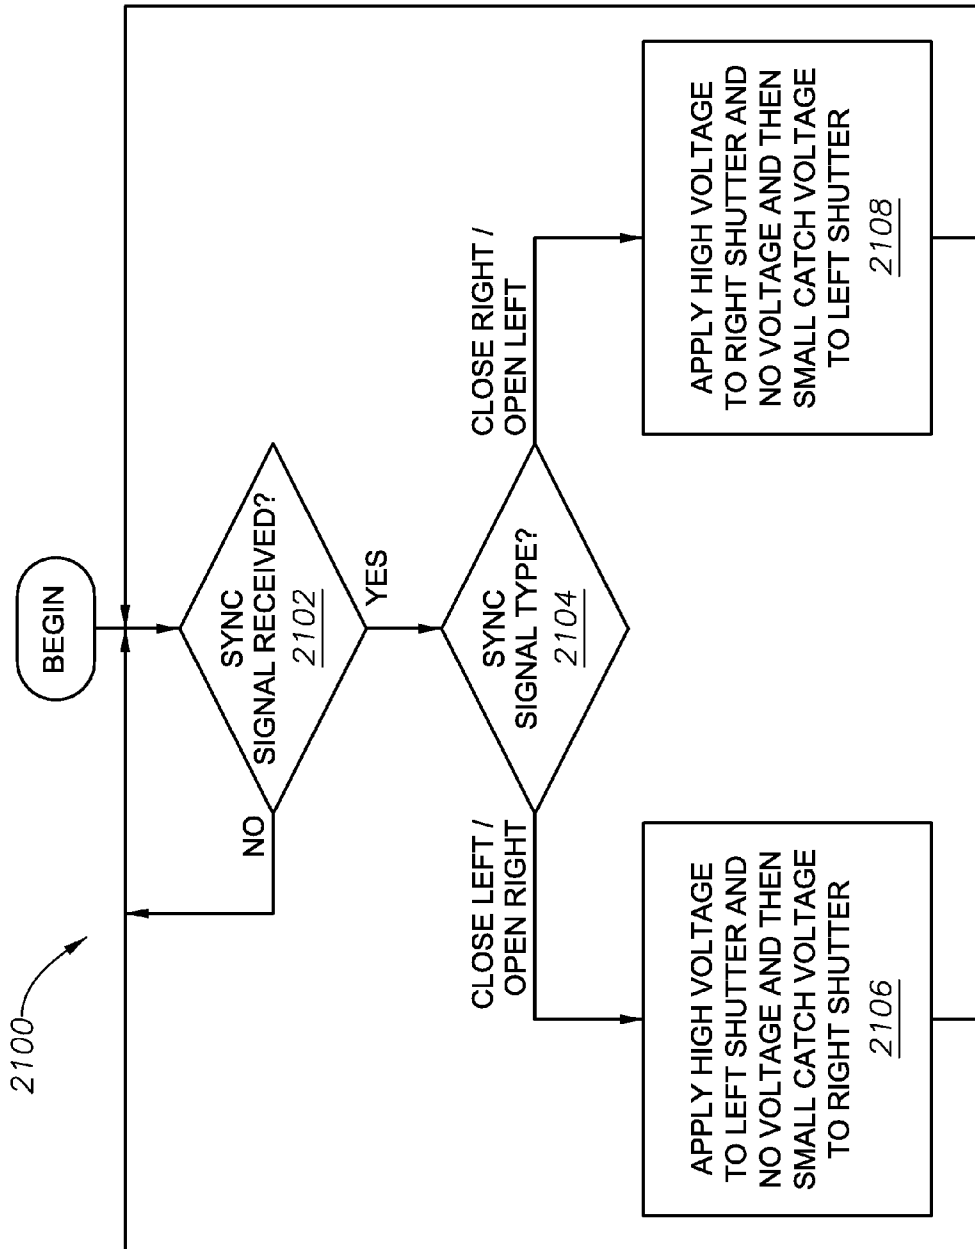 2100
BEGIN
SYNC
SIGNAL RECEIVED?
2102
NO
YES
SYNC
SIGNAL TYPE?
2104
CLOSE LEFT /
OPEN RIGHT
CLOSE RIGHT /
OPEN LEFT
APPLY HIGH VOLTAGE
TO LEFT SHUTTER AND
NO VOLTAGE AND THEN
SMALL CATCH VOLTAGE
TO RIGHT SHUTTER
2106
APPLY HIGH VOLTAGE
TO RIGHT SHUTTER AND
NO VOLTAGE AND THEN
SMALL CATCH VOLTAGE
TO LEFT SHUTTER
2108